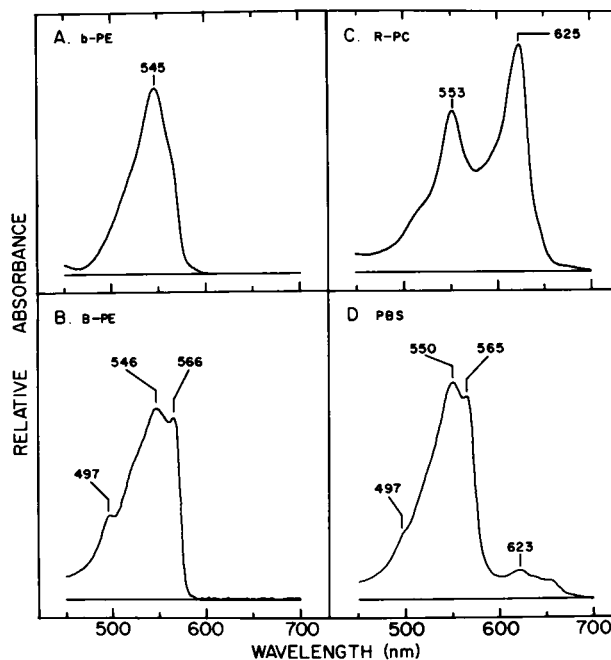 A. b-PE
545
C. R-PC
625
553
B. B-PE
546 566
497
D PBS
550 565
497
623
RELATIVE ABSORBANCE
500 600 700 500 600 700
WAVELENGTH (nm)